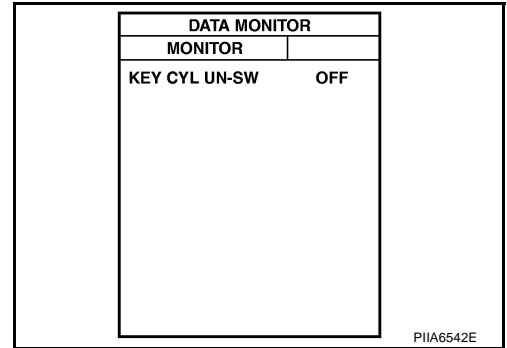 DATA MONITOR
MONITOR
KEY CYL UN-SW OFF
PIIA6542E